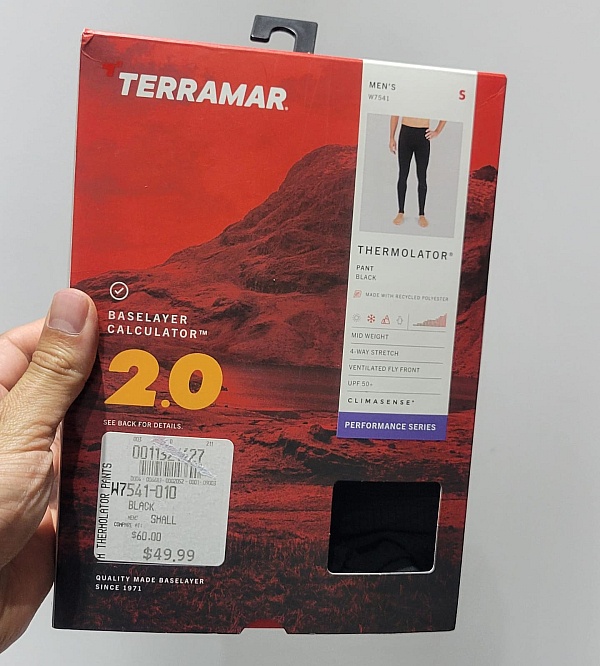 TERRAMAR.
MEN'S
W7541
S
THERMOLATOR®
PANT
BLACK
MADE WITH RECYCLED POLYESTER
MID WEIGHT
4-WAY STRETCH
VENTILATED FLY FRONT
UPF 50+
CLIMASENSE®
PERFORMANCE SERIES
BASELAYER
CALCULATOR™
2.0
SEE BACK FOR DETAILS.
W7541-010
BLACK
SMALL
$60.00
$49.99
M THERMOLATOR PANTS
QUALITY MADE BASELAYER
SINCE 1971